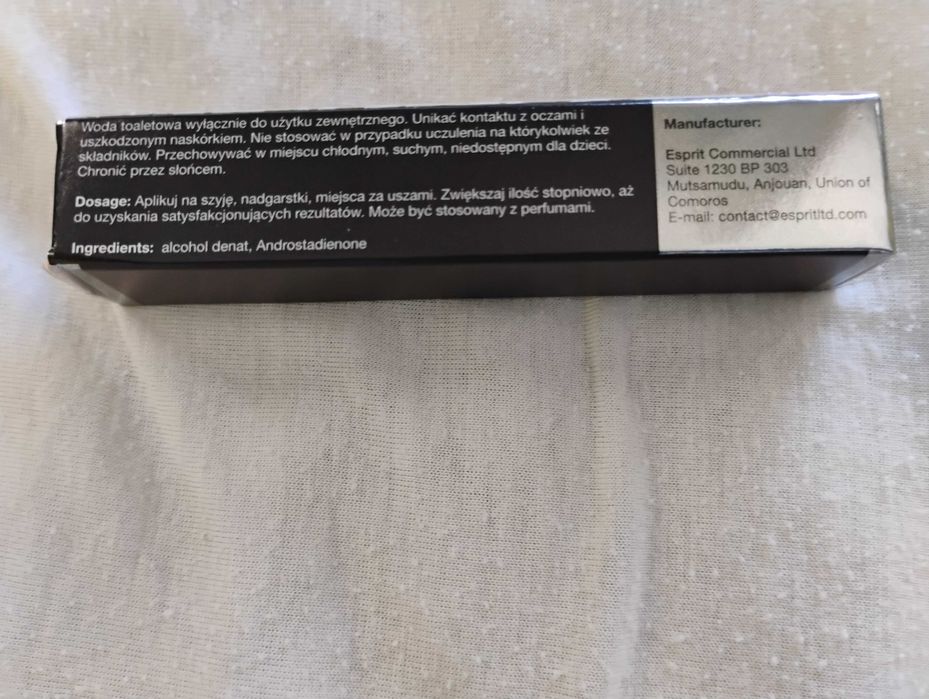 Woda toaletowa wyłącznie do użytku zewnętrznego. Unikać kontaktu z oczami i
uszkodzonym naskórkiem. Nie stosować w przypadku uczulenia na którykolwiek ze
składników. Przechowywać w miejscu chłodnym, suchym, niedostępnym dla dzieci.
Chronić przez słońcem.
Dosage: Aplikuj na szyję, nadgarstki, miejsca za uszami. Zwiększaj ilość stopniowo, aż
do uzyskania satysfakcjonujących rezultatów. Może być stosowany z perfumami.
Ingredients: alcohol denat, Androstadienone
Manufacturer:
Esprit Commercial Ltd
Suite 1230 BP 303
Mutsamudu, Anjouan, Union of
Comoros
E-mail: contact@espritltd.com